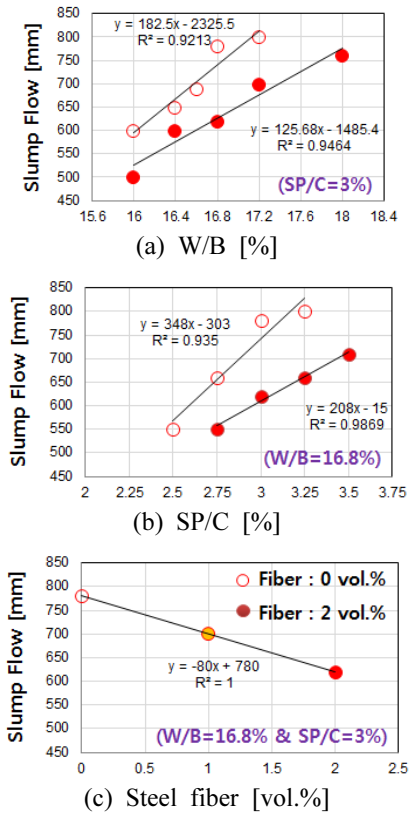 Slump Flow [mm]
850
800
750
700
650
600
550
500
450
y = 182.5x - 2325.5
R² = 0.9213
y = 125.68x - 1485.4
R² = 0.9464
(SP/C=3%)
15.6 16 16.4 16.8 17.2 17.6 18 18.4
(a) W/B [%]
Slump Flow [mm]
850
800
750
700
650
600
550
500
450
y = 348x - 303
R² = 0.935
y = 208x - 15
R² = 0.9869
(W/B=16.8%)
2 2.25 2.5 2.75 3 3.25 3.5 3.75
(b) SP/C [%]
Slump Flow [mm]
850
800
750
700
650
600
550
500
450
Fiber : 0 vol.%
Fiber : 2 vol.%
y = -80x + 780
R² = 1
(W/B=16.8% & SP/C=3%)
0 0.5 1 1.5 2 2.5
(c) Steel fiber [vol.%]